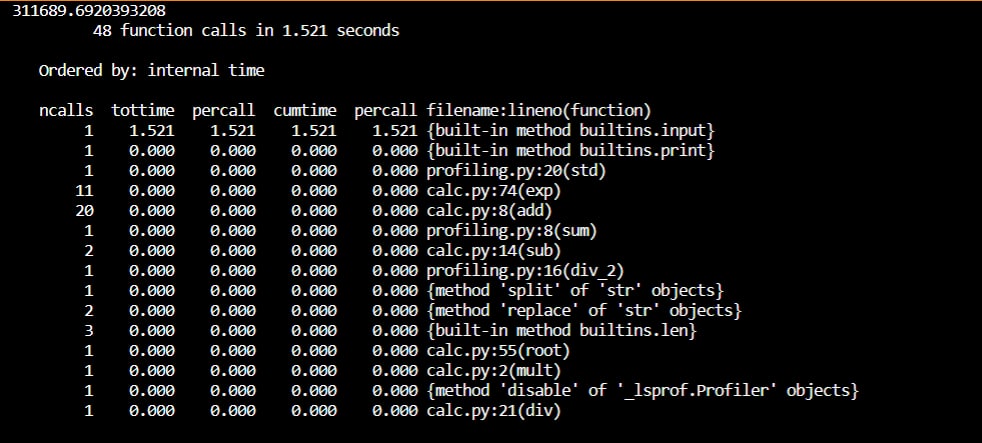 311689.6920393208
48 function calls in 1.521 seconds
Ordered by: internal time
ncalls tottime percall cumtime percall filename:lineno(function)
1 1.521 1.521 1.521 1.521 {built-in method builtins.input}
1 0.000 0.000 0.000 0.000 {built-in method builtins.print}
1 0.000 0.000 0.000 0.000 profiling.py:20(std)
11 0.000 0.000 0.000 0.000 calc.py:74(exp)
20 0.000 0.000 0.000 0.000 calc.py:8(add)
1 0.000 0.000 0.000 0.000 profiling.py:8(sum)
2 0.000 0.000 0.000 0.000 calc.py:14(sub)
1 0.000 0.000 0.000 0.000 profiling.py:16(div_2)
1 0.000 0.000 0.000 0.000 {method 'split' of 'str' objects}
2 0.000 0.000 0.000 0.000 {method 'replace' of 'str' objects}
3 0.000 0.000 0.000 0.000 {built-in method builtins.len}
1 0.000 0.000 0.000 0.000 calc.py:55(root)
1 0.000 0.000 0.000 0.000 calc.py:2(mult)
1 0.000 0.000 0.000 0.000 {method 'disable' of '_lsprof.Profiler' objects}
1 0.000 0.000 0.000 0.000 calc.py:21(div)